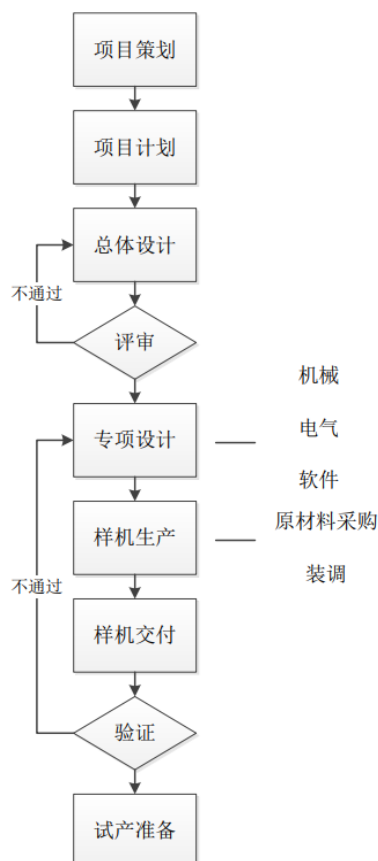 项目策划
项目计划
总体设计
不通过
评审
机械
专项设计
电气
软件
样机生产
原材料采购
装调
不通过
样机交付
验证
试产准备